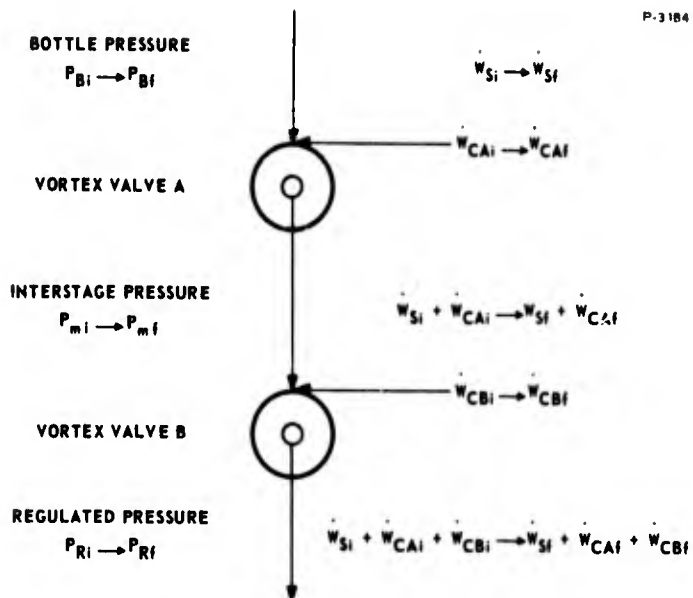 P-3184
BOTTLE PRESSURE
P_Bi → P_Bf
Ẇ_Si → Ẇ_Sf
Ẇ_CAi → Ẇ_CAf
VORTEX VALVE A
INTERSTAGE PRESSURE
P_mi → P_mf
Ẇ_Si + Ẇ_CAi → Ẇ_Sf + Ẇ_CAf
Ẇ_CBi → Ẇ_CBf
VORTEX VALVE B
REGULATED PRESSURE
P_Ri → P_Rf
Ẇ_Si + Ẇ_CAi + Ẇ_CBi → Ẇ_Sf + Ẇ_CAf + Ẇ_CBf